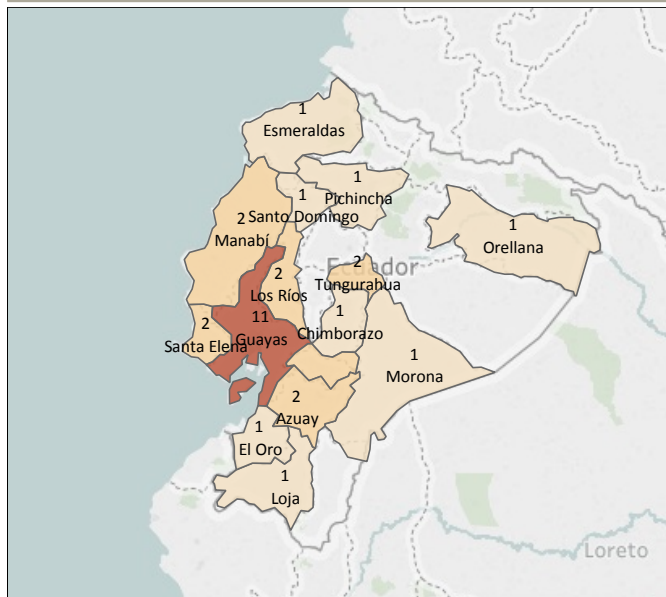 1
Esmeraldas
1
Pichincha
1
Santo Domingo
2
Manabí
1
Orellana
Ecuador
2
Tungurahua
2
Los Ríos
1
Chimborazo
11
Guayas
2
Santa Elena
1
Morona
2
Azuay
1
El Oro
1
Loja
Loreto